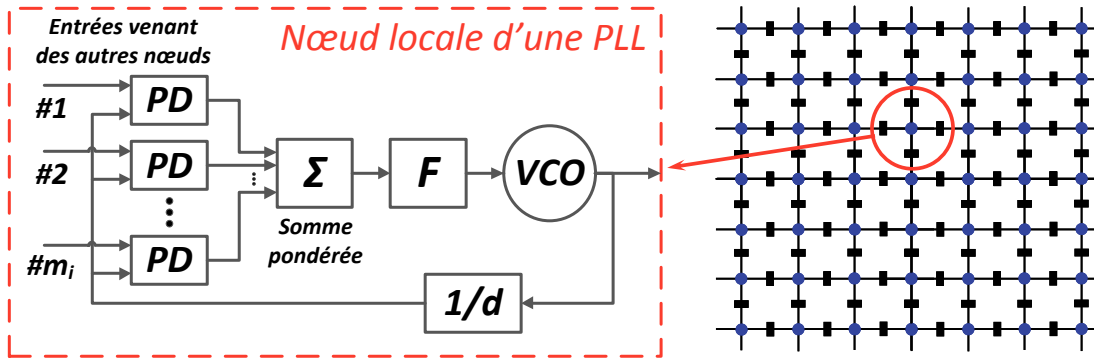 Nœud locale d'une PLL
Entrées venant
des autres nœuds
#1
PD
#2
PD
#mᵢ
PD
Σ
Somme
pondérée
F
VCO
1/d